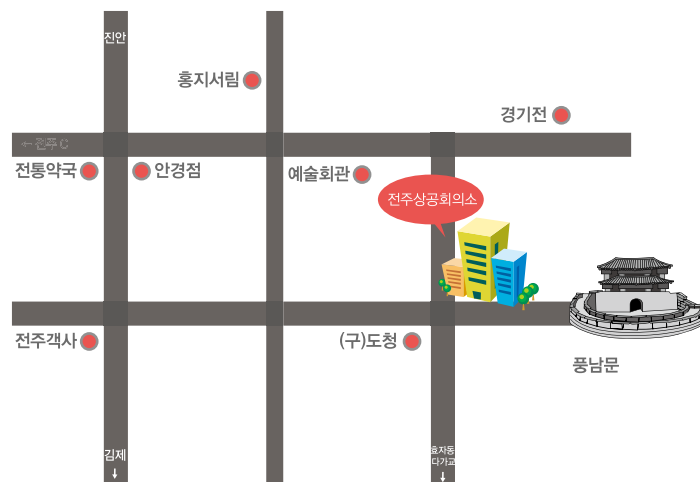 진안
홍지서림
경기전
← 전주 C
전통약국
안경점
예술회관
전주상공회의소
전주객사
(구)도청
풍남문
김제
↓
효자동
다가교
↓